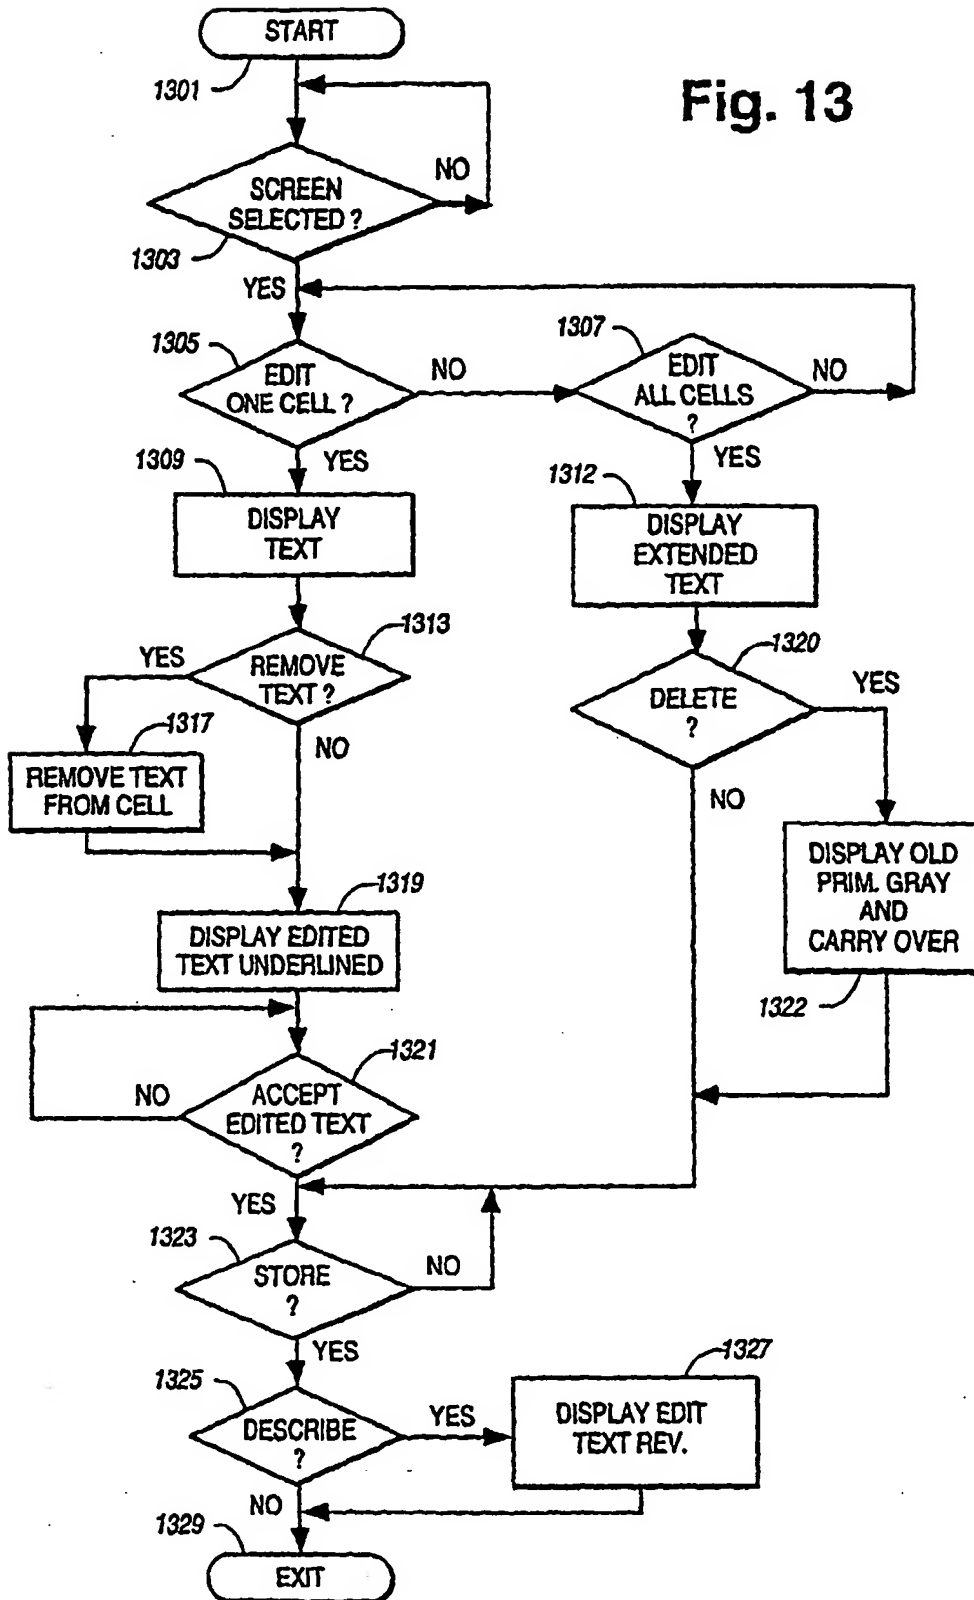 START
1301
Fig. 13
NO
SCREEN
SELECTED ?
1303
YES
1305
1307
EDIT
ONE CELL ?
NO
EDIT
ALL CELLS
?
NO
YES
YES
1309
1312
DISPLAY
TEXT
DISPLAY
EXTENDED
TEXT
1313
1320
YES
REMOVE
TEXT ?
DELETE
?
YES
1317
NO
REMOVE TEXT
FROM CELL
NO
DISPLAY OLD
PRIM. GRAY
AND
CARRY OVER
1319
DISPLAY EDITED
TEXT UNDERLINED
1322
1321
NO
ACCEPT
EDITED TEXT
?
YES
1323
STORE
?
NO
YES
1327
1325
DESCRIBE
?
YES
DISPLAY EDIT
TEXT REV.
NO
1329
EXIT